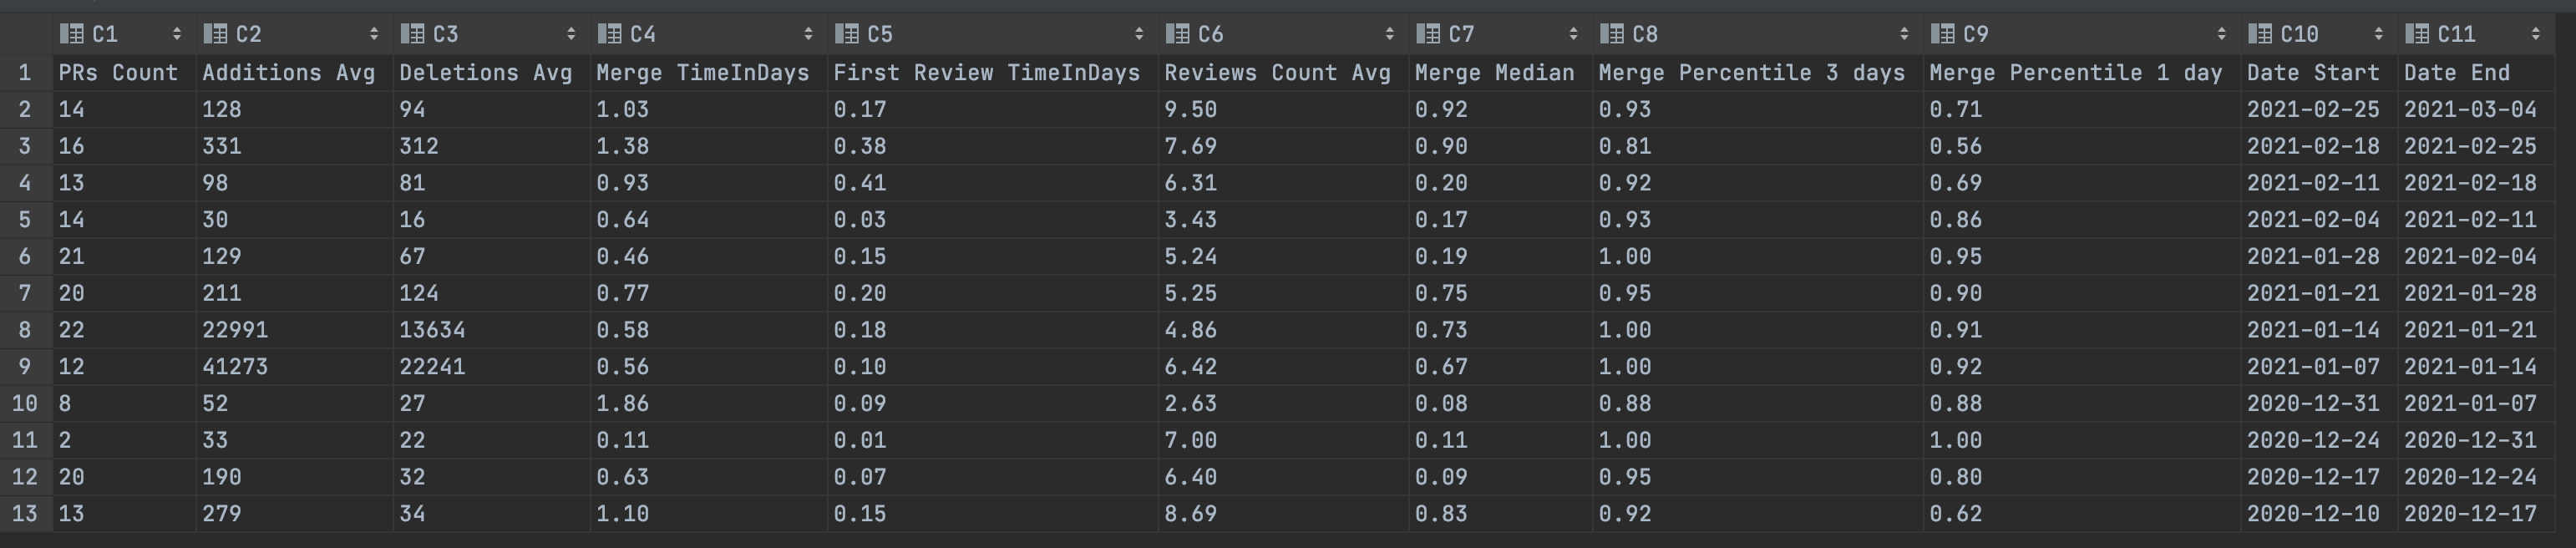 C1 C2 C3 C4 C5 C6 C7 C8 C9 C10 C11
1 PRs Count Additions Avg Deletions Avg Merge TimeInDays First Review TimeInDays Reviews Count Avg Merge Median Merge Percentile 3 days Merge Percentile 1 day Date Start Date End
2 14 128 94 1.03 0.17 9.50 0.92 0.93 0.71 2021-02-25 2021-03-04
3 16 331 312 1.38 0.38 7.69 0.90 0.81 0.56 2021-02-18 2021-02-25
4 13 98 81 0.93 0.41 6.31 0.20 0.92 0.69 2021-02-11 2021-02-18
5 14 30 16 0.64 0.03 3.43 0.17 0.93 0.86 2021-02-04 2021-02-11
6 21 129 67 0.46 0.15 5.24 0.19 1.00 0.95 2021-01-28 2021-02-04
7 20 211 124 0.77 0.20 5.25 0.75 0.95 0.90 2021-01-21 2021-01-28
8 22 22991 13634 0.58 0.18 4.86 0.73 1.00 0.91 2021-01-14 2021-01-21
9 12 41273 22241 0.56 0.10 6.42 0.67 1.00 0.92 2021-01-07 2021-01-14
10 8 52 27 1.86 0.09 2.63 0.08 0.88 0.88 2020-12-31 2021-01-07
11 2 33 22 0.11 0.01 7.00 0.11 1.00 1.00 2020-12-24 2020-12-31
12 20 190 32 0.63 0.07 6.40 0.09 0.95 0.80 2020-12-17 2020-12-24
13 13 279 34 1.10 0.15 8.69 0.83 0.92 0.62 2020-12-10 2020-12-17